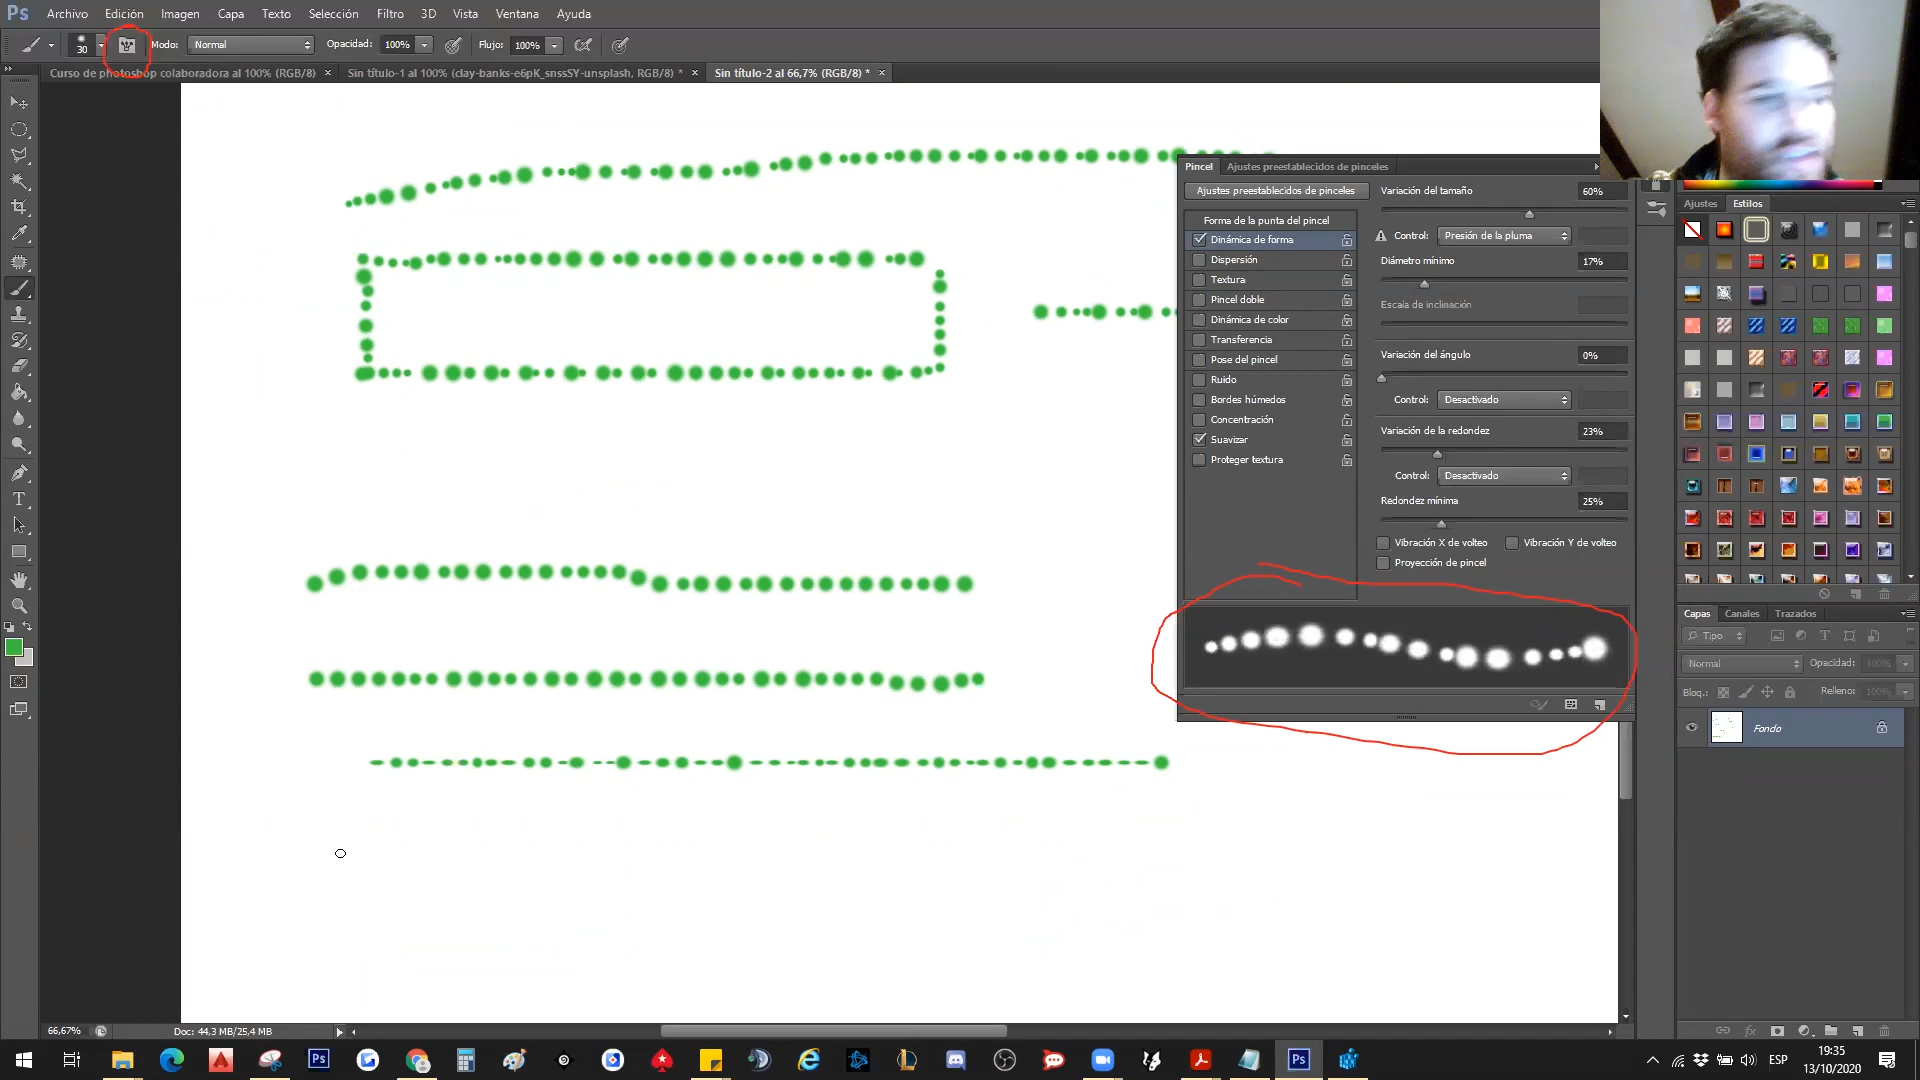 Ps Archivo Edición Imagen Capa Texto Selección Filtro 3D Vista Ventana Ayuda
30 Modo: Normal Opacidad: 100% Flujo: 100%
Curso de photoshop colaboradora al 100% (RGB/8) × Sin título-1 al 100% (clay-banks-e6pK_snssSY-unsplash, RGB/8) * × Sin título-2 al 66,7% (RGB/8) * ×
Pincel Ajustes preestablecidos de pinceles
Ajustes preestablecidos de pinceles
Forma de la punta del pincel
Dinámica de forma
Dispersión
Textura
Pincel doble
Dinámica de color
Transferencia
Pose del pincel
Ruido
Bordes húmedos
Concentración
Suavizar
Proteger textura
Variación del tamaño 60%
Control: Presión de la pluma
Diámetro mínimo 17%
Escala de inclinación
Variación del ángulo 0%
Control: Desactivado
Variación de la redondez 23%
Control: Desactivado
Redondez mínima 25%
Vibración X de volteo Vibración Y de volteo
Proyección de pincel
Ajustes Estilos
Capas Canales Trazados
Tipo
Normal Opacidad: 100%
Bloq.: Relleno: 100%
Fondo
66,67% Doc: 44,3 MB/25,4 MB
Ps Ps ESP 19:35
13/10/2020